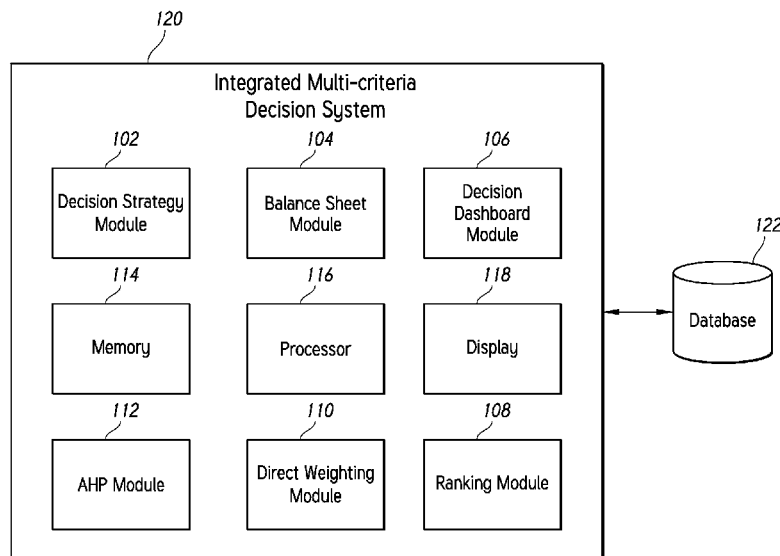 120
Integrated Multi-criteria
Decision System
102
104
106
Decision Strategy
Module
Balance Sheet
Module
Decision
Dashboard
Module
122
114
116
118
Memory
Processor
Display
Database
112
110
108
AHP Module
Direct Weighting
Module
Ranking Module